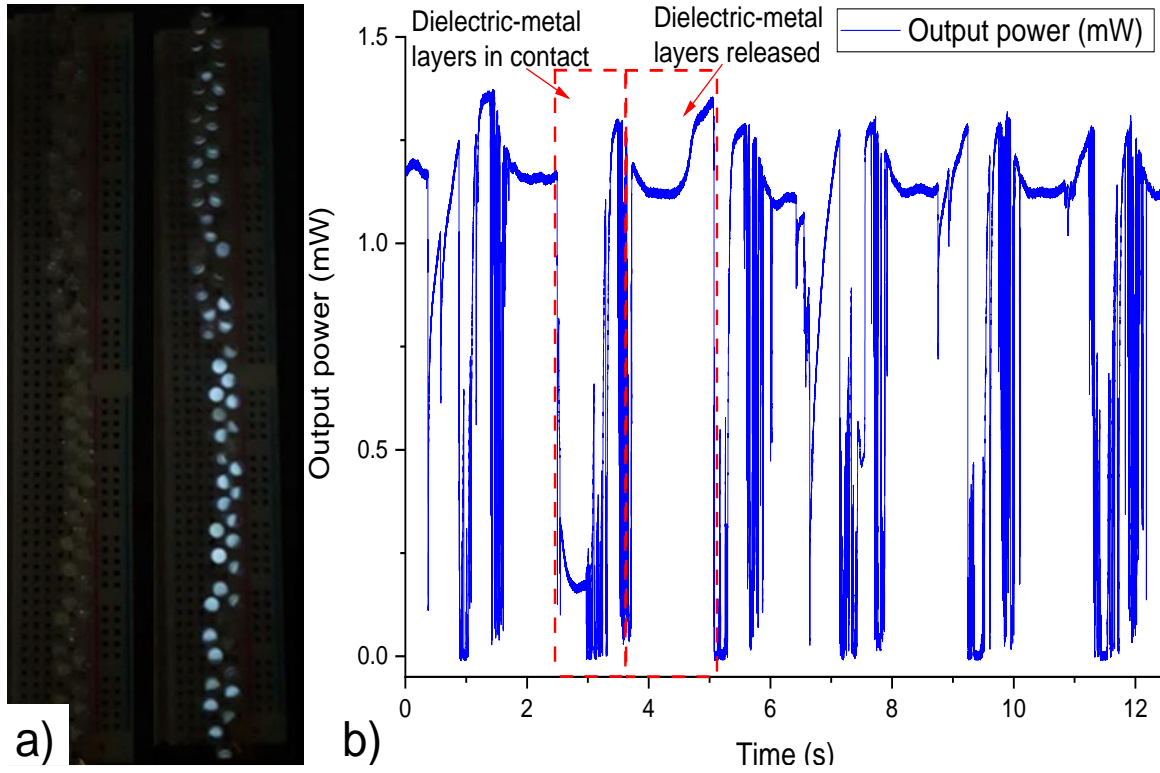 a)
Dielectric-metal
layers in contact
Dielectric-metal
layers released
Output power (mW)
Output power (mW)
1.5
1.0
0.5
0.0
0
2
4
6
8
10
12
b)
Time (s)